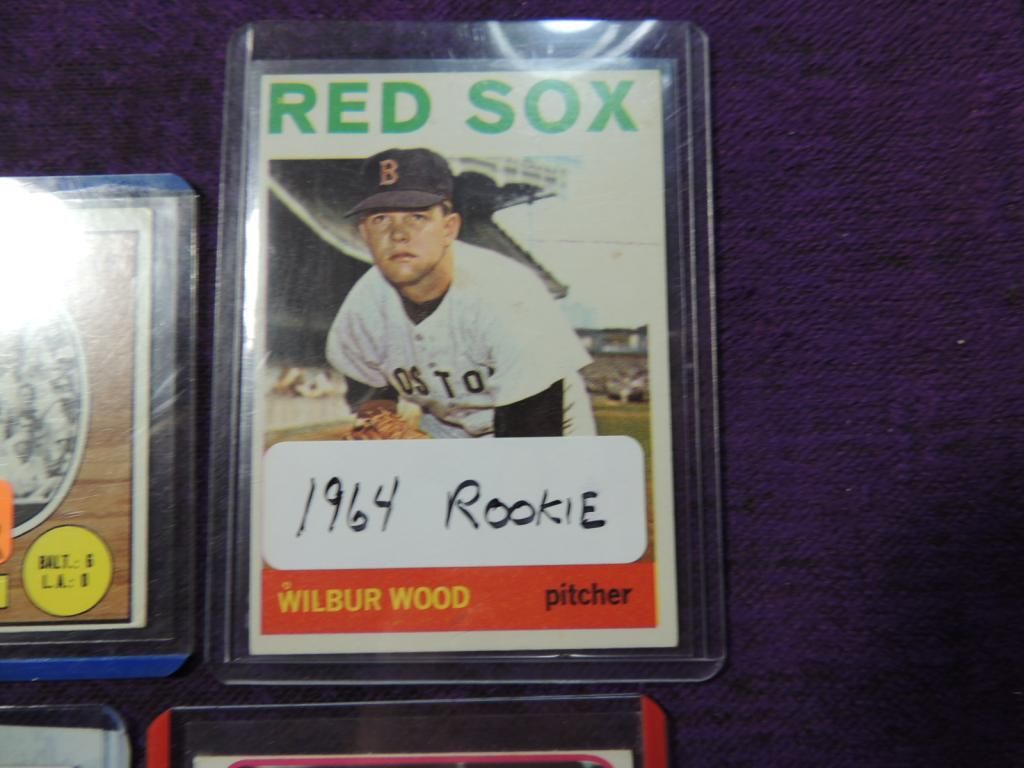 RED SOX
B
OSTO
1964 ROOKIE
WILBUR WOOD pitcher
BALT.: 6
L.A.: 0